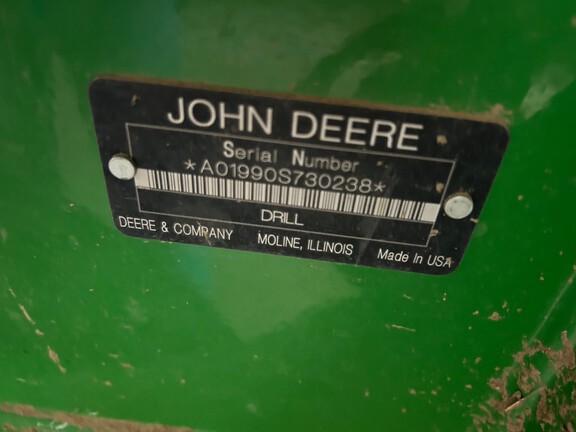 JOHN DEERE
Serial Number
*A01990S730238*
DRILL
DEERE & COMPANY MOLINE, ILLINOIS Made In USA